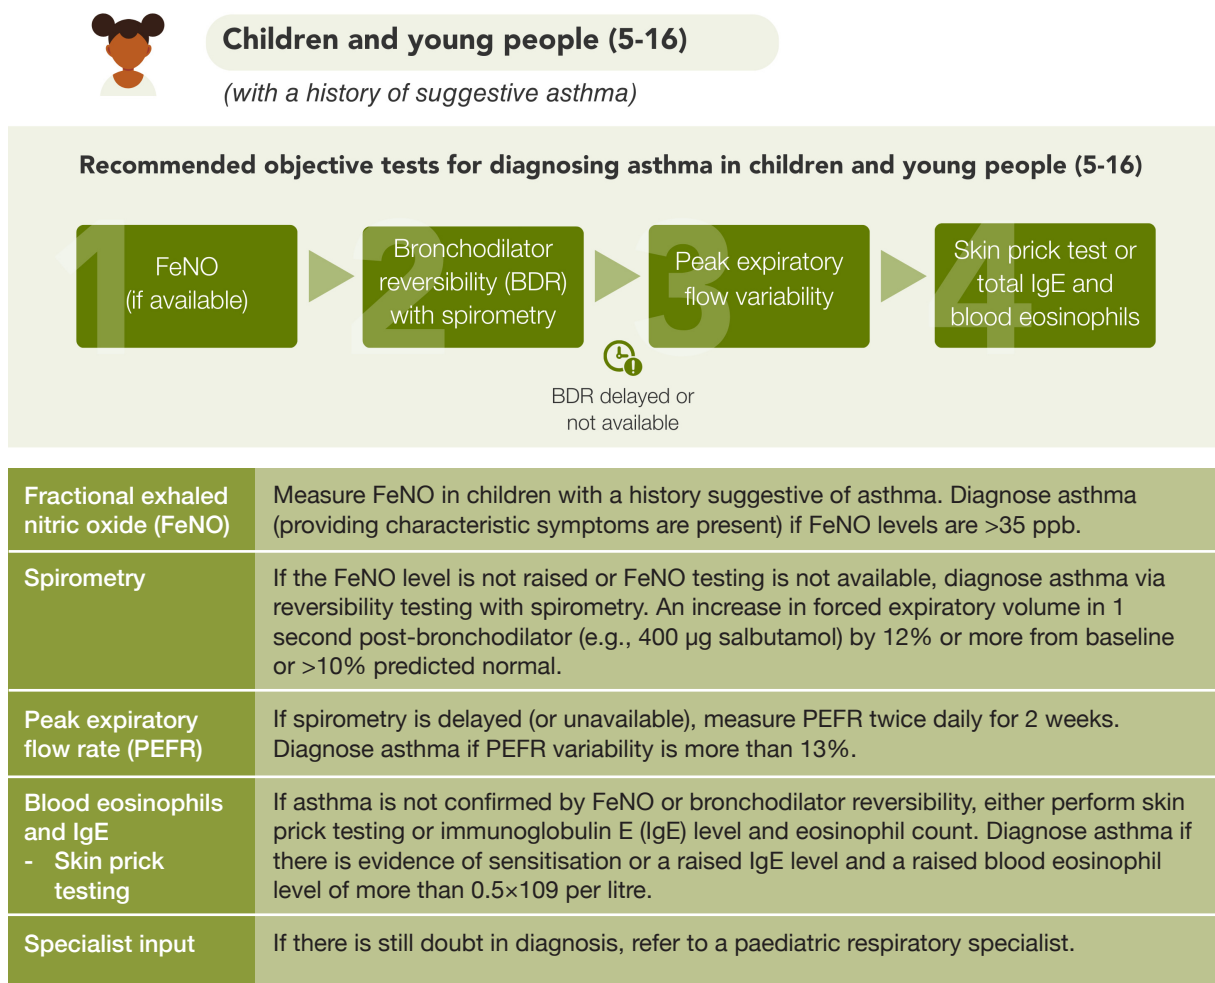 Children and young people (5-16)
(with a history of suggestive asthma)
Recommended objective tests for diagnosing asthma in children and young people (5-16)
1
FeNO
(if available)
2
Bronchodilator
reversibility (BDR)
with spirometry
3
Peak expiratory
flow variability
4
Skin prick test or
total IgE and
blood eosinophils
BDR delayed or
not available
Fractional exhaled
nitric oxide (FeNO)
Measure FeNO in children with a history suggestive of asthma. Diagnose asthma
(providing characteristic symptoms are present) if FeNO levels are >35 ppb.
Spirometry
If the FeNO level is not raised or FeNO testing is not available, diagnose asthma via
reversibility testing with spirometry. An increase in forced expiratory volume in 1
second post-bronchodilator (e.g., 400 µg salbutamol) by 12% or more from baseline
or >10% predicted normal.
Peak expiratory
flow rate (PEFR)
If spirometry is delayed (or unavailable), measure PEFR twice daily for 2 weeks.
Diagnose asthma if PEFR variability is more than 13%.
Blood eosinophils
and IgE
- Skin prick
testing
If asthma is not confirmed by FeNO or bronchodilator reversibility, either perform skin
prick testing or immunoglobulin E (IgE) level and eosinophil count. Diagnose asthma if
there is evidence of sensitisation or a raised IgE level and a raised blood eosinophil
level of more than 0.5×109 per litre.
Specialist input
If there is still doubt in diagnosis, refer to a paediatric respiratory specialist.